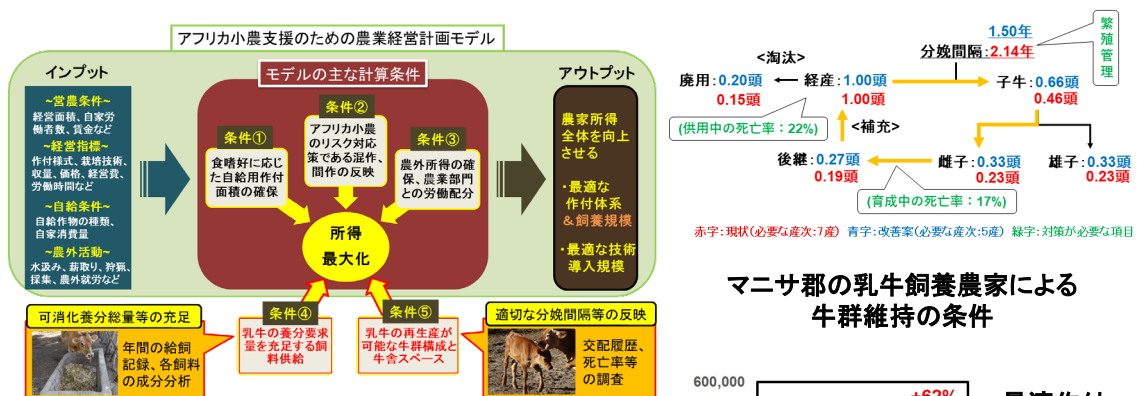 アフリカ小農支援のための農業経営計画モデル
インプット
~営農条件~
経営面積、自家労
働者数、賃金など
~経営指標~
作付様式、栽培技術、
収量、価格、経営費、
労働時間など
~自給条件~
自給作物の種類、
自家消費量
~農外活動~
水汲み、薪取り、狩猟、
採集、農外就労など
モデルの主な計算条件
条件①
食嗜好に応じ
た自給用作付
面積の確保
条件②
アフリカ小農
のリスク対応
策である混作、
間作の反映
条件③
農外所得の確
保、農業部門
との労働配分
所得
最大化
アウトプット
農家所得
全体を向上
させる
・最適な
作付体系
&飼養規模
・最適な技術
導入規模
可消化養分総量等の充足
年間の給飼
記録、各飼料
の成分分析
条件④
乳牛の養分要求
量を充足する飼
料供給
条件⑤
乳牛の再生産が
可能な牛群構成と
牛舎スペース
適切な分娩間隔等の反映
交配履歴、
死亡率等
の調査
1.50年
分娩間隔:2.14年
繁殖管理
<淘汰>
廃用:0.20頭
0.15頭
経産:1.00頭
1.00頭
子牛:0.66頭
0.46頭
(供用中の死亡率:22%)
<補充>
後継:0.27頭
0.19頭
雌子:0.33頭
0.23頭
雄子:0.33頭
0.23頭
(育成中の死亡率:17%)
赤字:現状(必要な産次:7産) 青字:改善案(必要な産次:5産) 緑字:対策が必要な項目
マニサ郡の乳牛飼養農家による
牛群維持の条件
600,000
+62%
最適作付